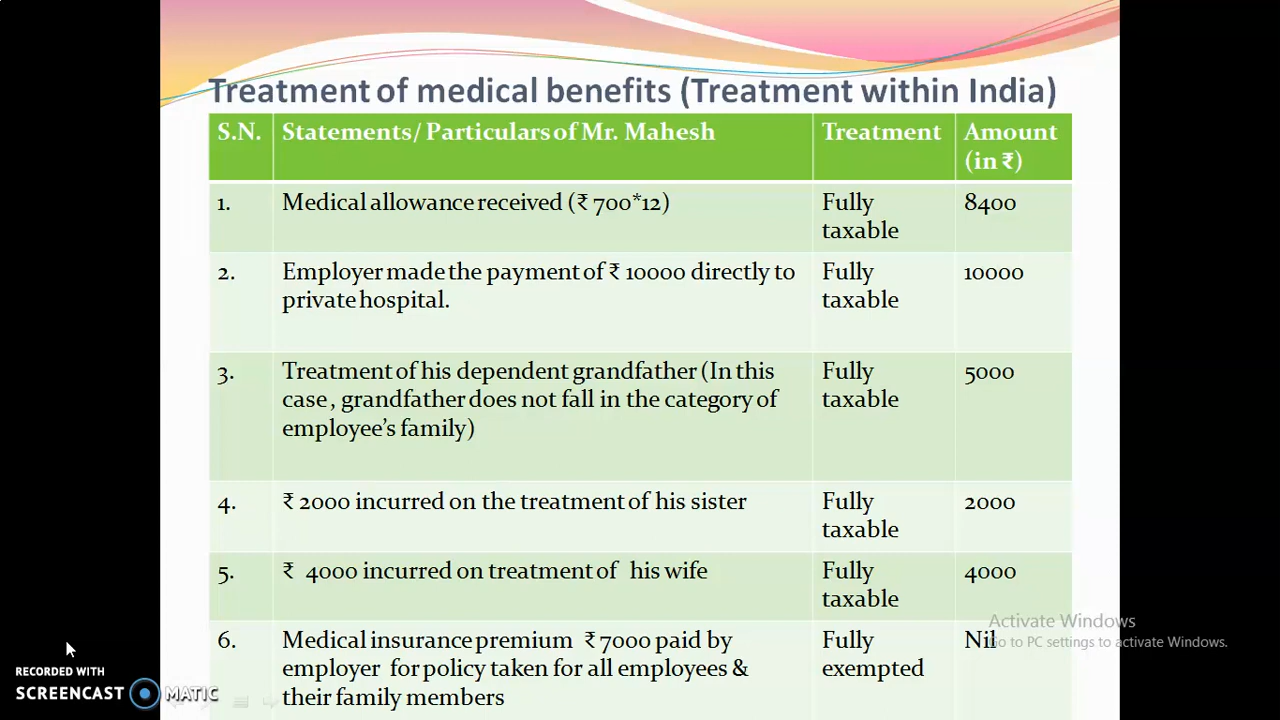 Treatment of medical benefits (Treatment within India)
S.N. Statements/ Particulars of Mr. Mahesh Treatment Amount
(in ₹)
1. Medical allowance received (₹ 700*12) Fully 8400
taxable
2. Employer made the payment of ₹ 10000 directly to Fully 10000
private hospital. taxable
3. Treatment of his dependent grandfather (In this Fully 5000
case , grandfather does not fall in the category of taxable
employee's family)
4. ₹ 2000 incurred on the treatment of his sister Fully 2000
taxable
5. ₹ 4000 incurred on treatment of his wife Fully 4000
taxable
6. Medical insurance premium ₹ 7000 paid by Fully Nil
employer for policy taken for all employees & exempted
their family members
Activate Windows
Go to PC settings to activate Windows.
RECORDED WITH
SCREENCAST MATIC